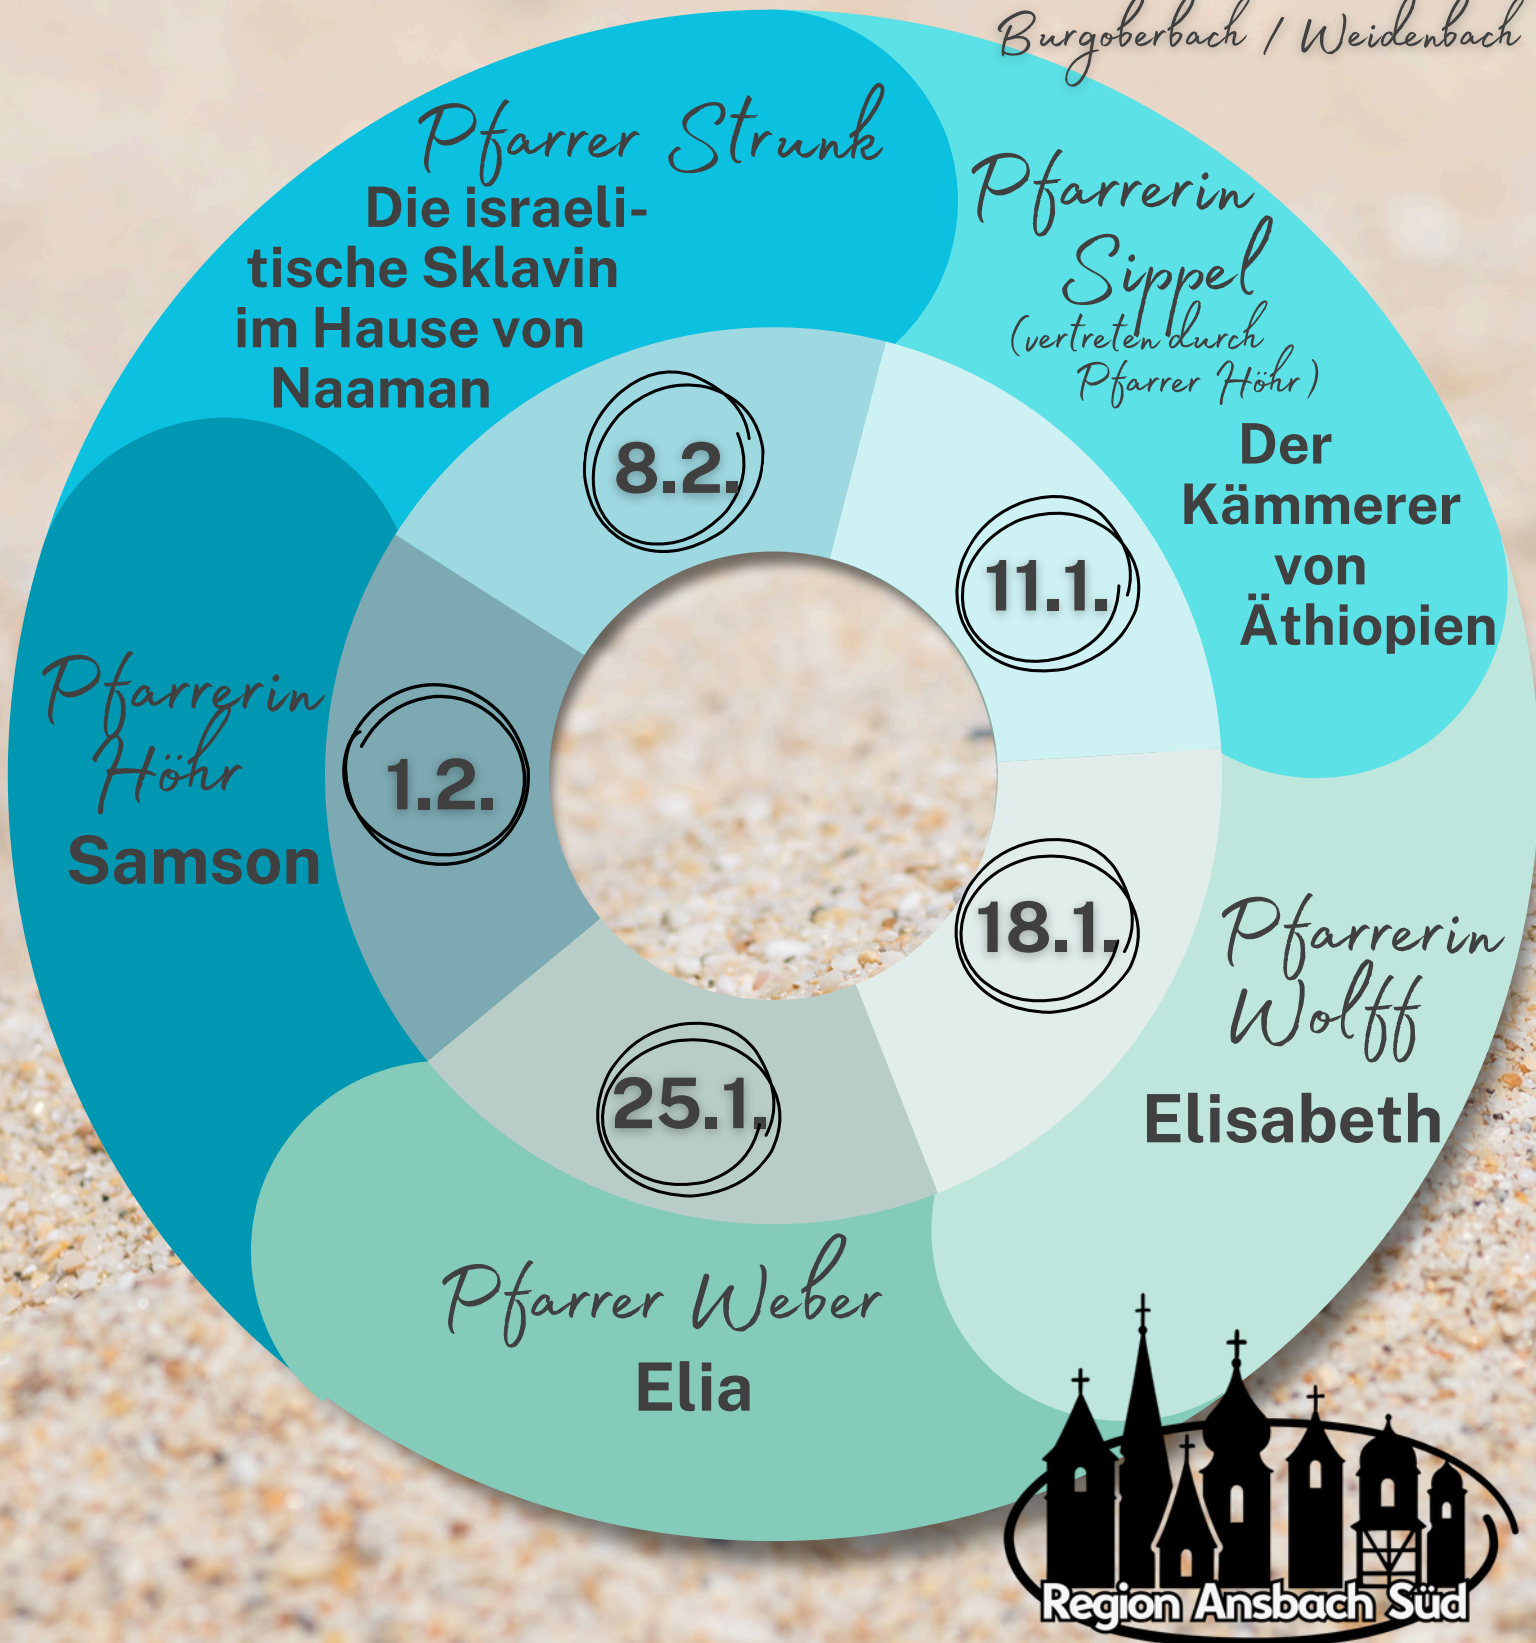 Burgoberbach / Weidenbach
Pfarrer Strunk
Die israeli-
tische Sklavin
im Hause von
Naaman
8.2.
Pfarrerin
Sippel
(vertreten durch
Pfarrer Höhr)
Der
Kämmerer
von
Äthiopien
11.1.
Pfarrerin
Höhr
Samson
1.2.
18.1.
Pfarrerin
Wolff
Elisabeth
25.1.
Pfarrer Weber
Elia
Region Ansbach Süd